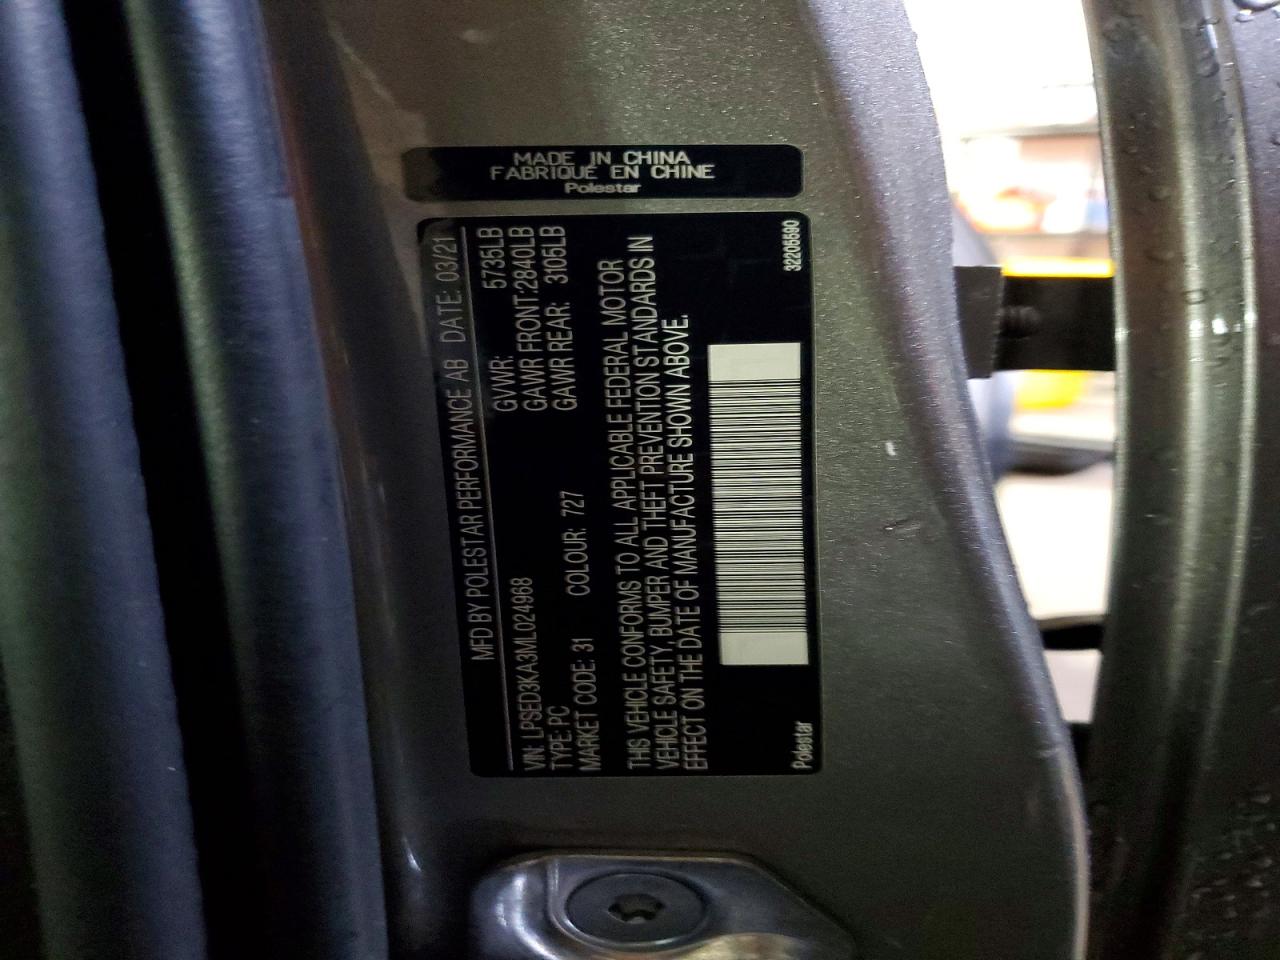 MADE IN CHINA
FABRIQUÉ EN CHINE
Polestar
MFD BY POLESTAR PERFORMANCE AB DATE: 03/21
VIN: LPSED3KA3ML024968
TYPE: PC
MARKET CODE: 31 COLOUR: 727
GVWR: 5735LB
GAWR FRONT: 2840LB
GAWR REAR: 3105LB
THIS VEHICLE CONFORMS TO ALL APPLICABLE FEDERAL MOTOR
VEHICLE SAFETY, BUMPER AND THEFT PREVENTION STANDARDS IN
EFFECT ON THE DATE OF MANUFACTURE SHOWN ABOVE.
Polestar 32205590